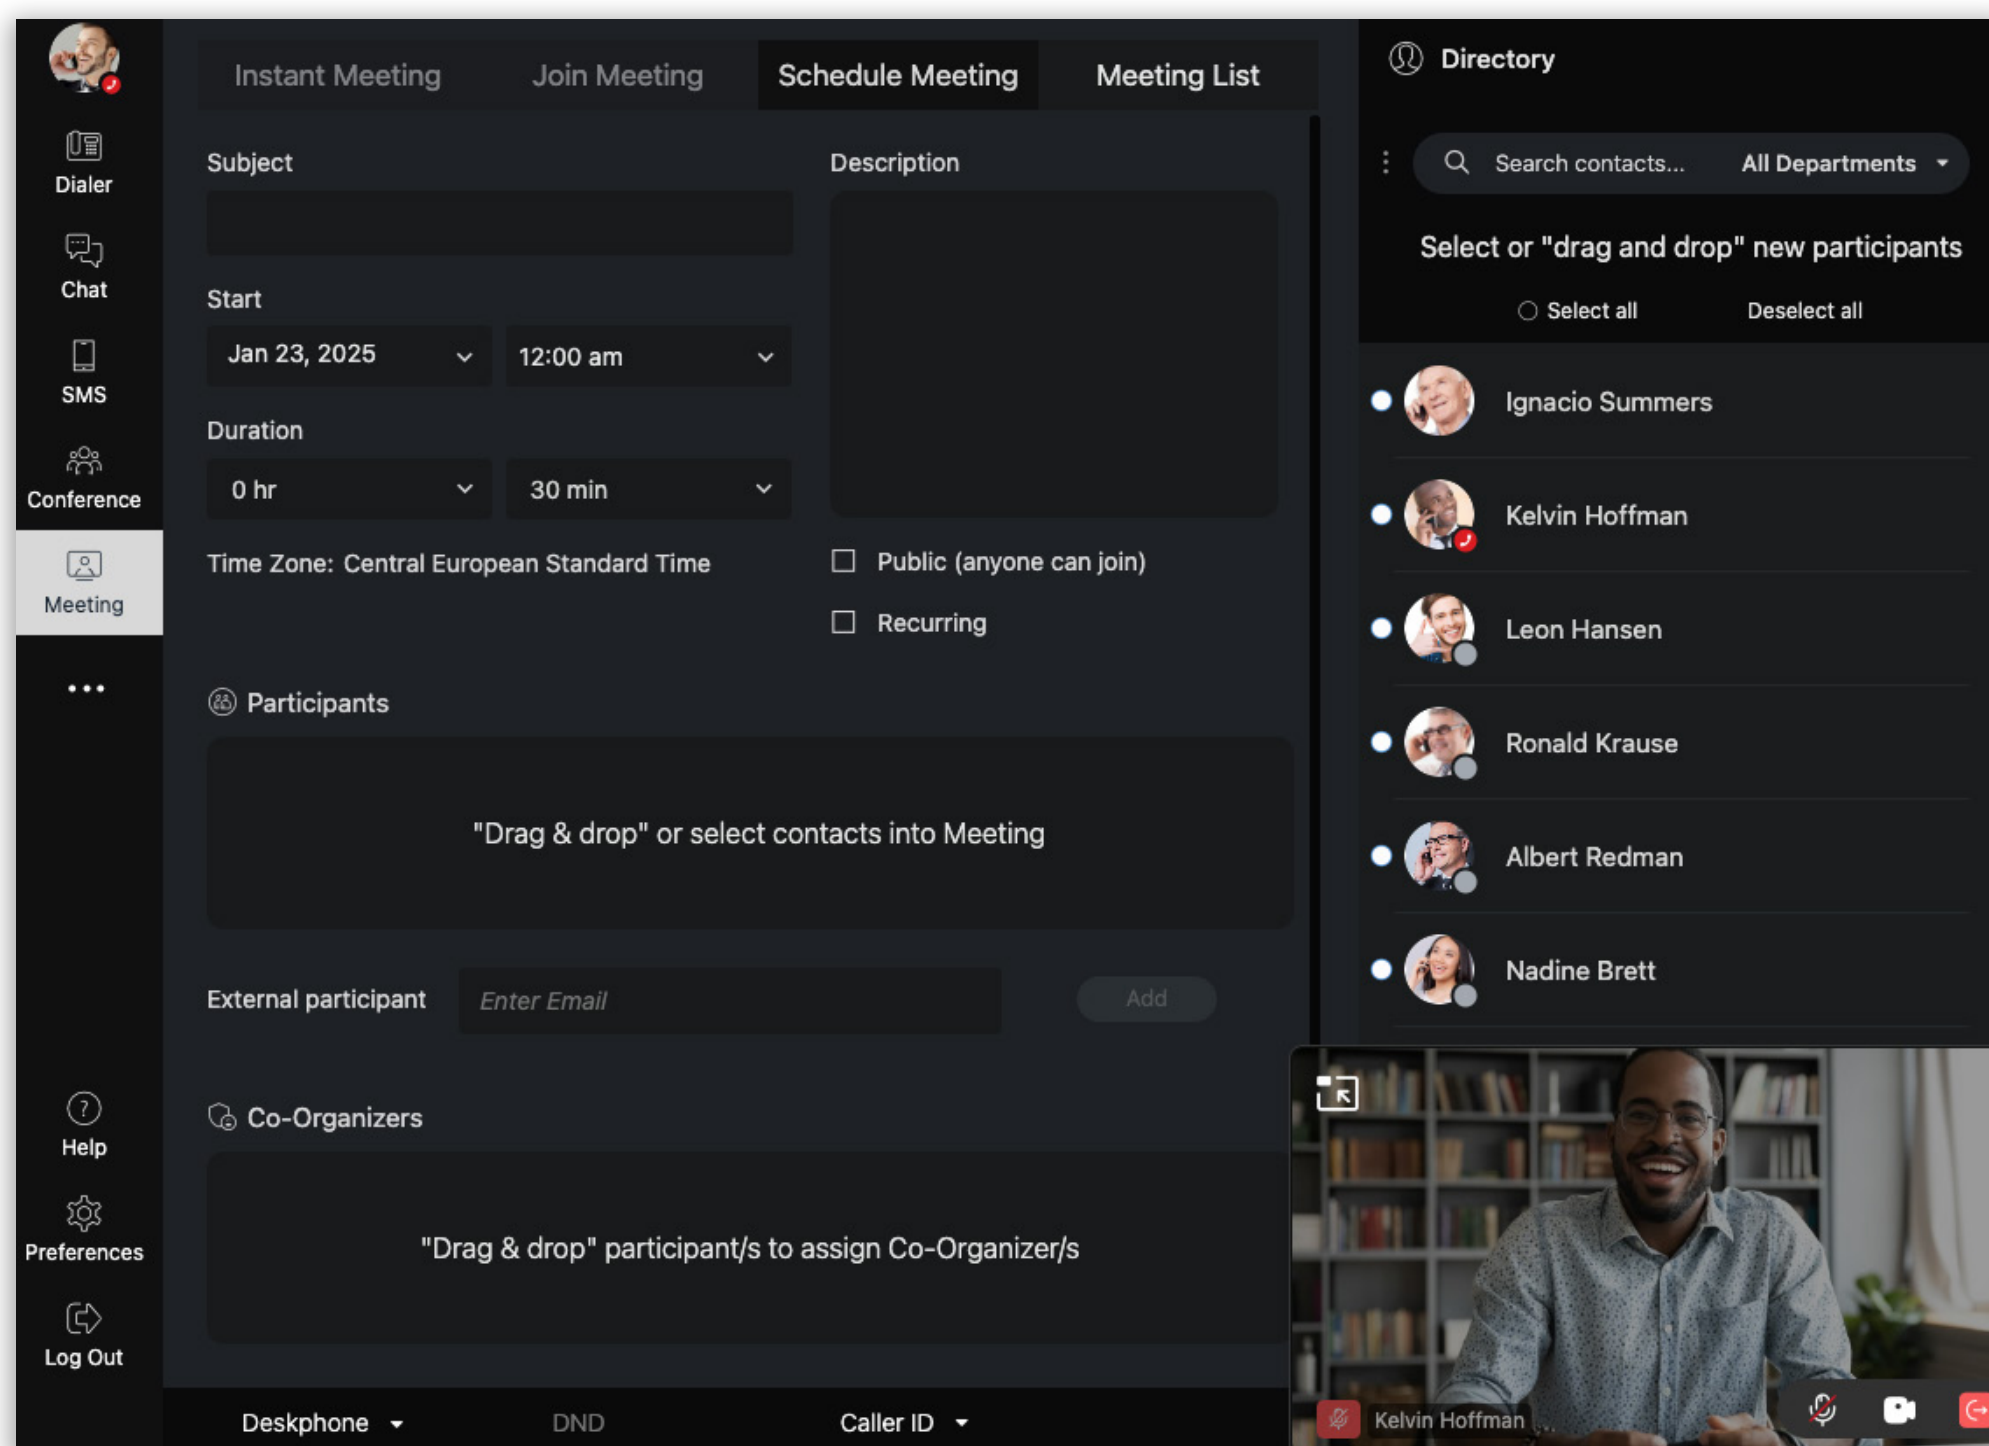 Dialer
Chat
SMS
Conference
Meeting
Help
Preferences
Log Out
Instant Meeting
Join Meeting
Schedule Meeting
Meeting List
Subject
Description
Start
Jan 23, 2025
12:00 am
Duration
0 hr
30 min
Time Zone: Central European Standard Time
Public (anyone can join)
Recurring
Participants
"Drag & drop" or select contacts into Meeting
External participant
Enter Email
Add
Co-Organizers
"Drag & drop" participant/s to assign Co-Organizer/s
Deskphone
DND
Caller ID
Directory
Search contacts...
All Departments
Select or "drag and drop" new participants
Select all
Deselect all
Ignacio Summers
Kelvin Hoffman
Leon Hansen
Ronald Krause
Albert Redman
Nadine Brett
Kelvin Hoffman